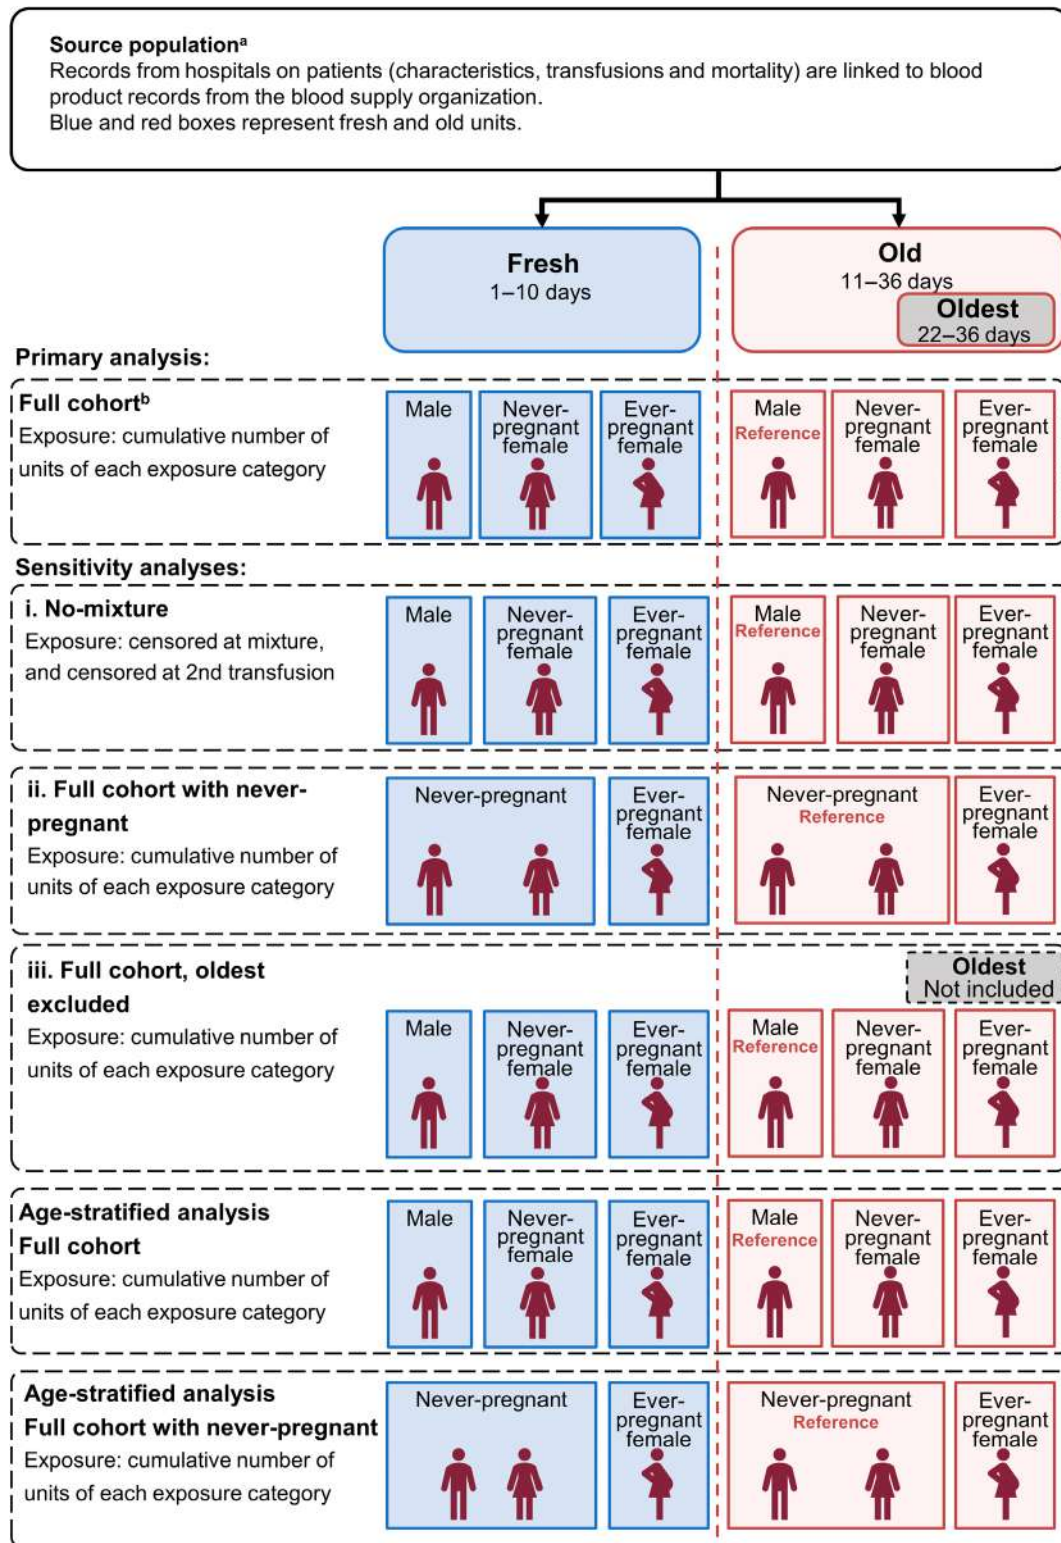 Source populationᵃ
Records from hospitals on patients (characteristics, transfusions and mortality) are linked to blood
product records from the blood supply organization.
Blue and red boxes represent fresh and old units.
Fresh
1–10 days
Old
11–36 days
Oldest
22–36 days
Primary analysis:
Full cohortᵇ
Exposure: cumulative number of
units of each exposure category
Male
Never-
pregnant
female
Ever-
pregnant
female
Male
Reference
Never-
pregnant
female
Ever-
pregnant
female
Sensitivity analyses:
i. No-mixture
Exposure: censored at mixture,
and censored at 2nd transfusion
Male
Never-
pregnant
female
Ever-
pregnant
female
Male
Reference
Never-
pregnant
female
Ever-
pregnant
female
ii. Full cohort with never-
pregnant
Exposure: cumulative number of
units of each exposure category
Never-pregnant
Ever-
pregnant
female
Never-pregnant
Reference
Ever-
pregnant
female
iii. Full cohort, oldest
excluded
Exposure: cumulative number of
units of each exposure category
Oldest
Not included
Male
Never-
pregnant
female
Ever-
pregnant
female
Male
Reference
Never-
pregnant
female
Ever-
pregnant
female
Age-stratified analysis
Full cohort
Exposure: cumulative number of
units of each exposure category
Male
Never-
pregnant
female
Ever-
pregnant
female
Male
Reference
Never-
pregnant
female
Ever-
pregnant
female
Age-stratified analysis
Full cohort with never-pregnant
Exposure: cumulative number of
units of each exposure category
Never-pregnant
Ever-
pregnant
female
Never-pregnant
Reference
Ever-
pregnant
female